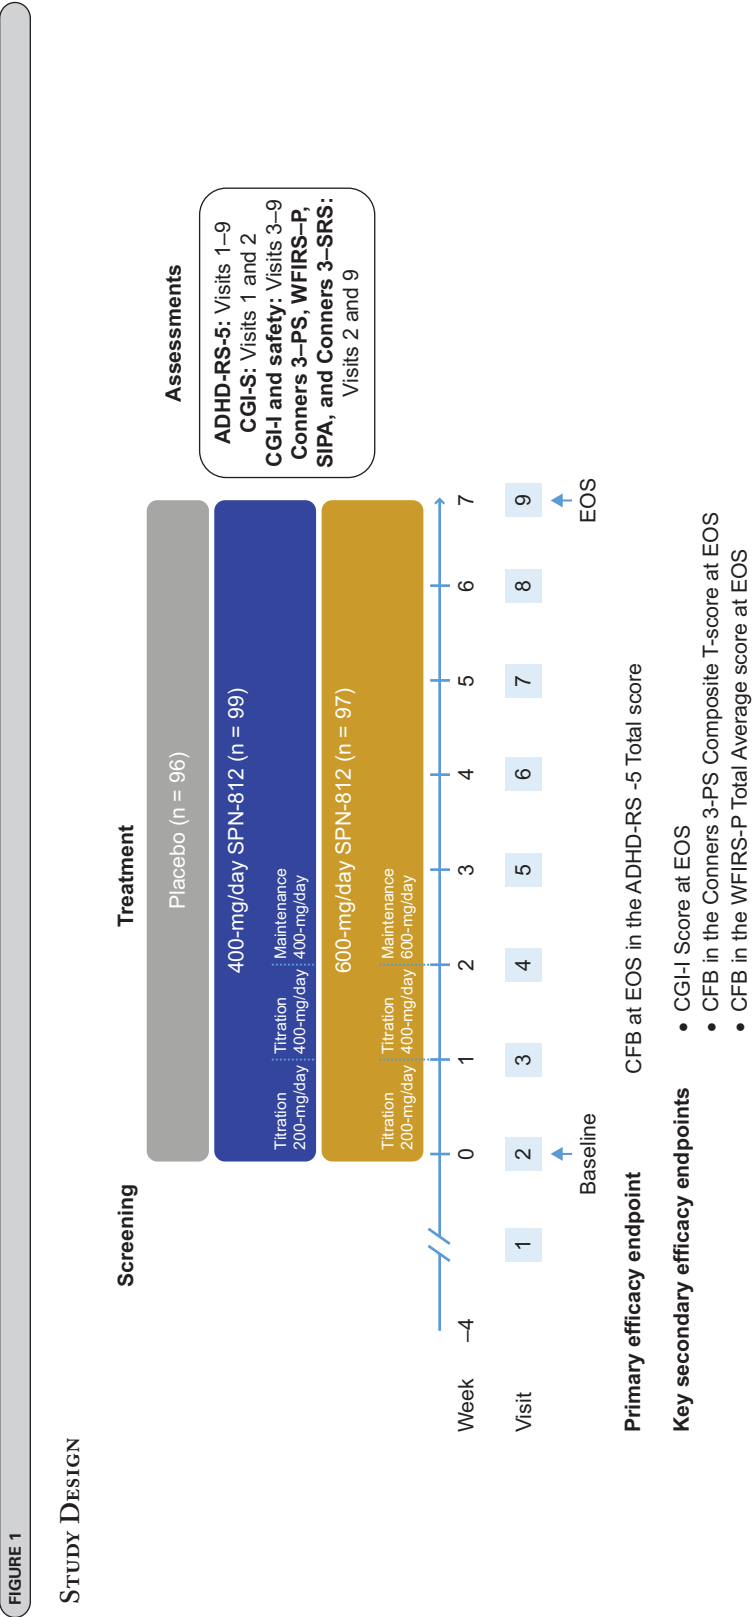 FIGURE 1
STUDY DESIGN
Screening
Treatment
Assessments
Placebo (n = 96)
400-mg/day SPN-812 (n = 99)
Titration
200-mg/day
Titration
400-mg/day
Maintenance
400-mg/day
600-mg/day SPN-812 (n = 97)
Titration
200-mg/day
Titration
400-mg/day
Maintenance
600-mg/day
ADHD-RS-5: Visits 1–9
CGI-S: Visits 1 and 2
CGI-I and safety: Visits 3–9
Conners 3–PS, WFIRS–P,
SIPA, and Conners 3–SRS:
Visits 2 and 9
Week –4 0 1 2 3 4 5 6 7
Visit 1 2 3 4 5 6 7 8 9
Baseline EOS
Primary efficacy endpoint CFB at EOS in the ADHD-RS -5 Total score
Key secondary efficacy endpoints • CGI-I Score at EOS
• CFB in the Conners 3-PS Composite T-score at EOS
• CFB in the WFIRS-P Total Average score at EOS